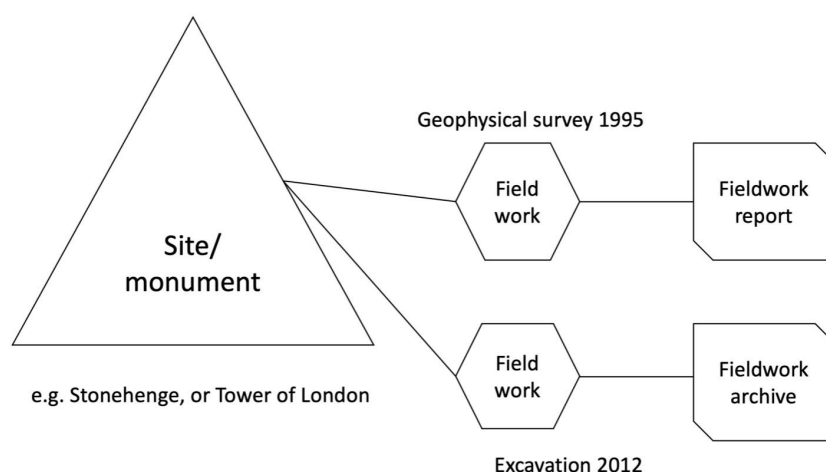 Geophysical survey 1995
Field
work
Fieldwork
report
Site/
monument
Field
work
Fieldwork
archive
e.g. Stonehenge, or Tower of London
Excavation 2012